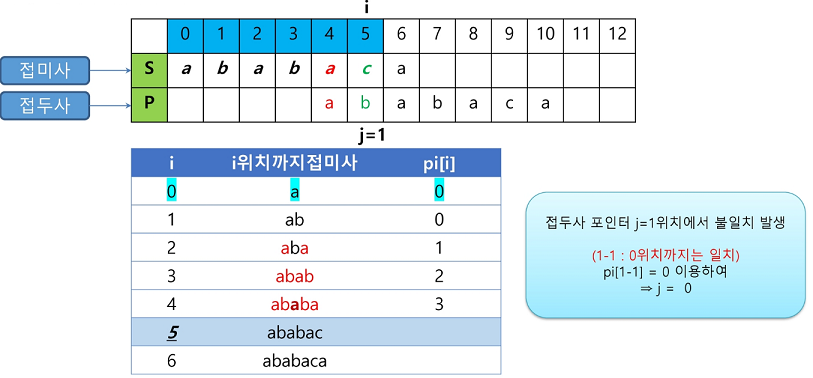 i
0 1 2 3 4 5 6 7 8 9 10 11 12
접미사 S a b a b a c a
접두사 P a b a b a c a
j=1
i i위치까지접미사 pi[i]
0 a 0
1 ab 0
2 aba 1
3 abab 2
4 ababa 3
5 ababac
6 ababaca
접두사 포인터 j=1위치에서 불일치 발생
(1-1 : 0위치까지는 일치)
pi[1-1] = 0 이용하여
⇒ j = 0